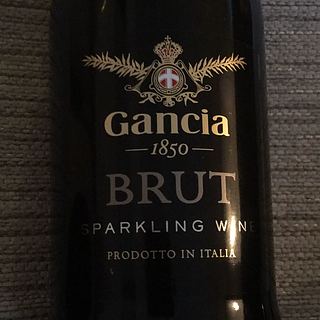 Gancia
1850
BRUT
SPARKLING WINE
PRODOTTO IN ITALIA